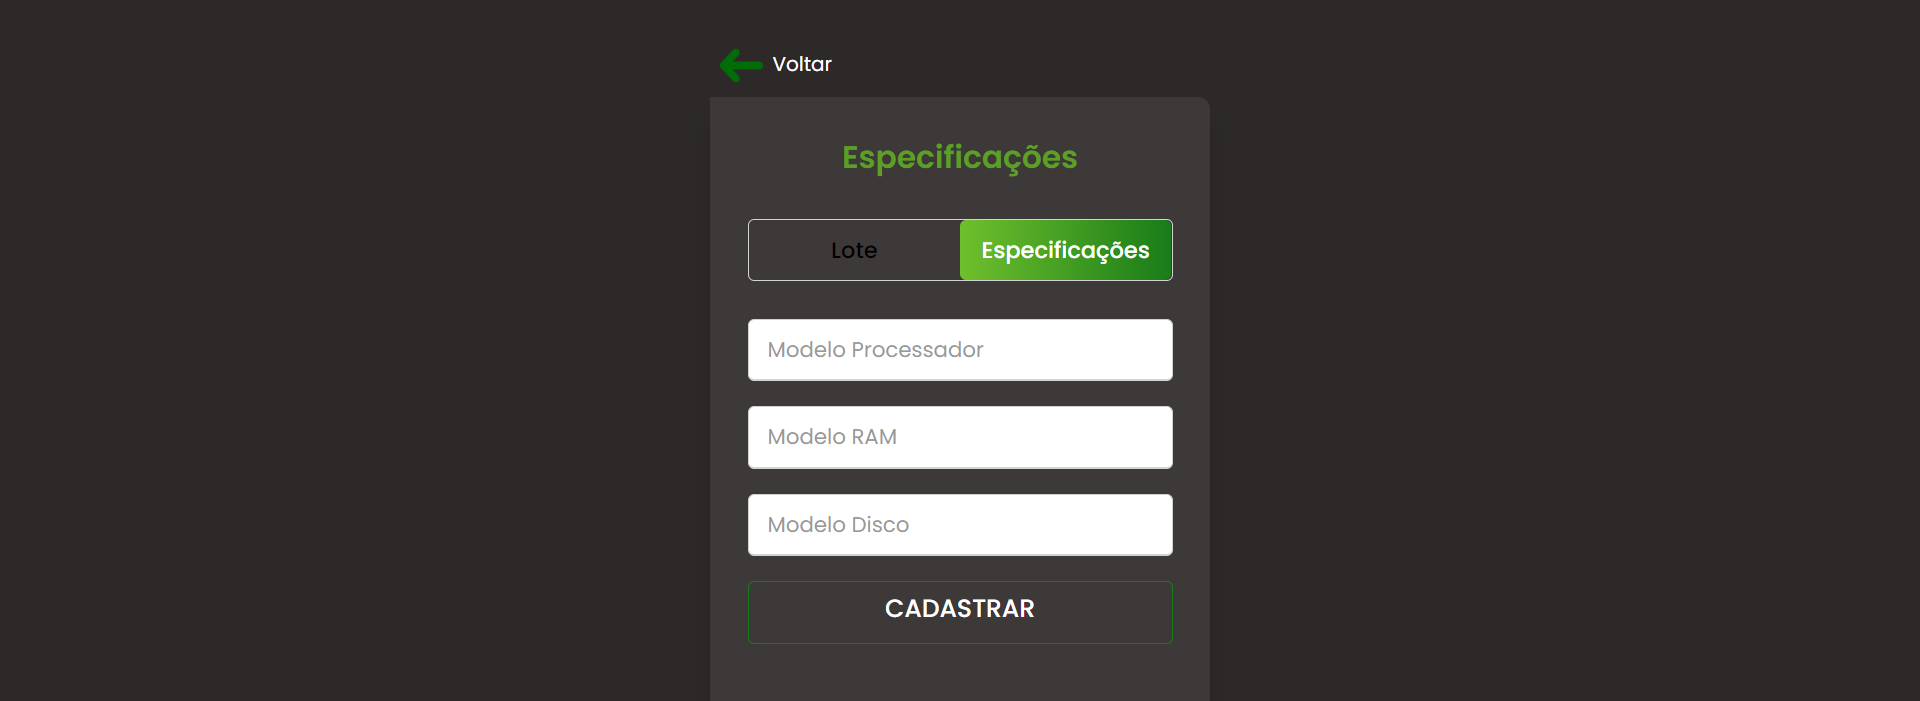 Voltar
Especificações
Lote Especificações
Modelo Processador
Modelo RAM
Modelo Disco
CADASTRAR